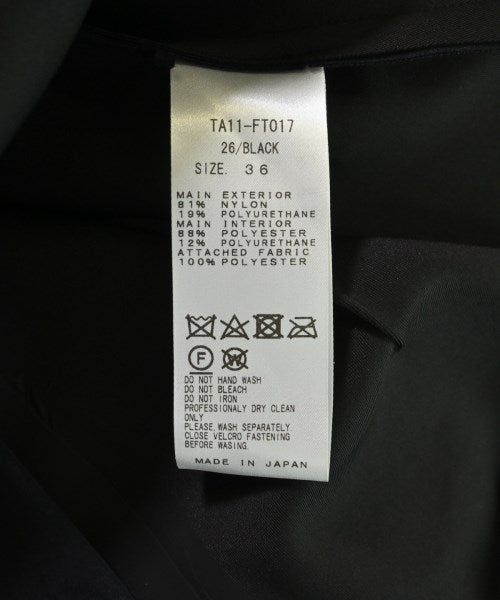 TA11-FT017
26/BLACK
SIZE. 36
MAIN EXTERIOR
81% NYLON
19% POLYURETHANE
MAIN INTERIOR
88% POLYESTER
12% POLYURETHANE
ATTACHED FABRIC
100% POLYESTER
F W
DO NOT HAND WASH
DO NOT BLEACH
DO NOT IRON
PROFESSIONALY DRY CLEAN
ONLY
PLEASE WASH SEPARATELY.
CLOSE VELCRO FASTENING
BEFORE WASING.
MADE IN JAPAN